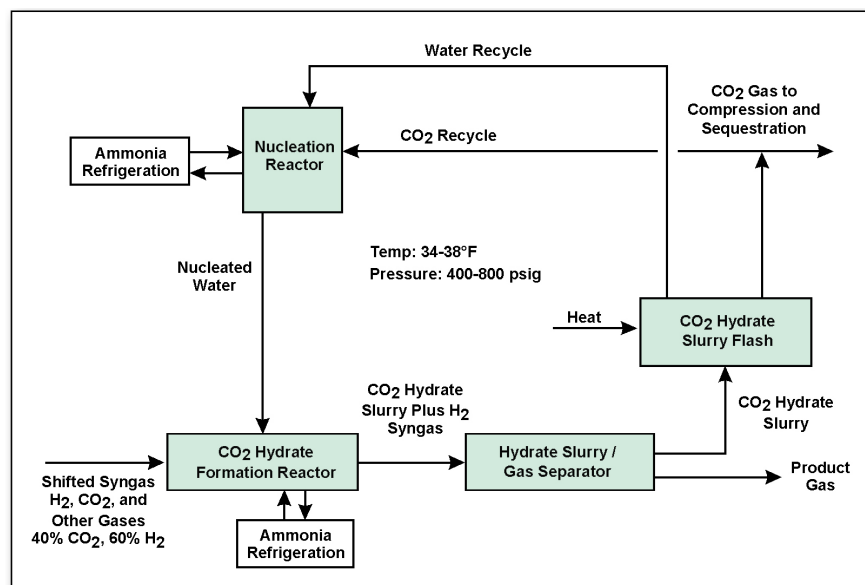 Water Recycle
CO₂ Gas to
Compression and
Sequestration
CO₂ Recycle
Nucleation
Reactor
Ammonia
Refrigeration
Temp: 34-38°F
Pressure: 400-800 psig
Nucleated
Water
Heat
CO₂ Hydrate
Slurry Flash
CO₂ Hydrate
Slurry Plus H₂
Syngas
CO₂ Hydrate
Slurry
CO₂ Hydrate
Formation Reactor
Hydrate Slurry /
Gas Separator
Product
Gas
Shifted Syngas
H₂, CO₂, and
Other Gases
40% CO₂, 60% H₂
Ammonia
Refrigeration